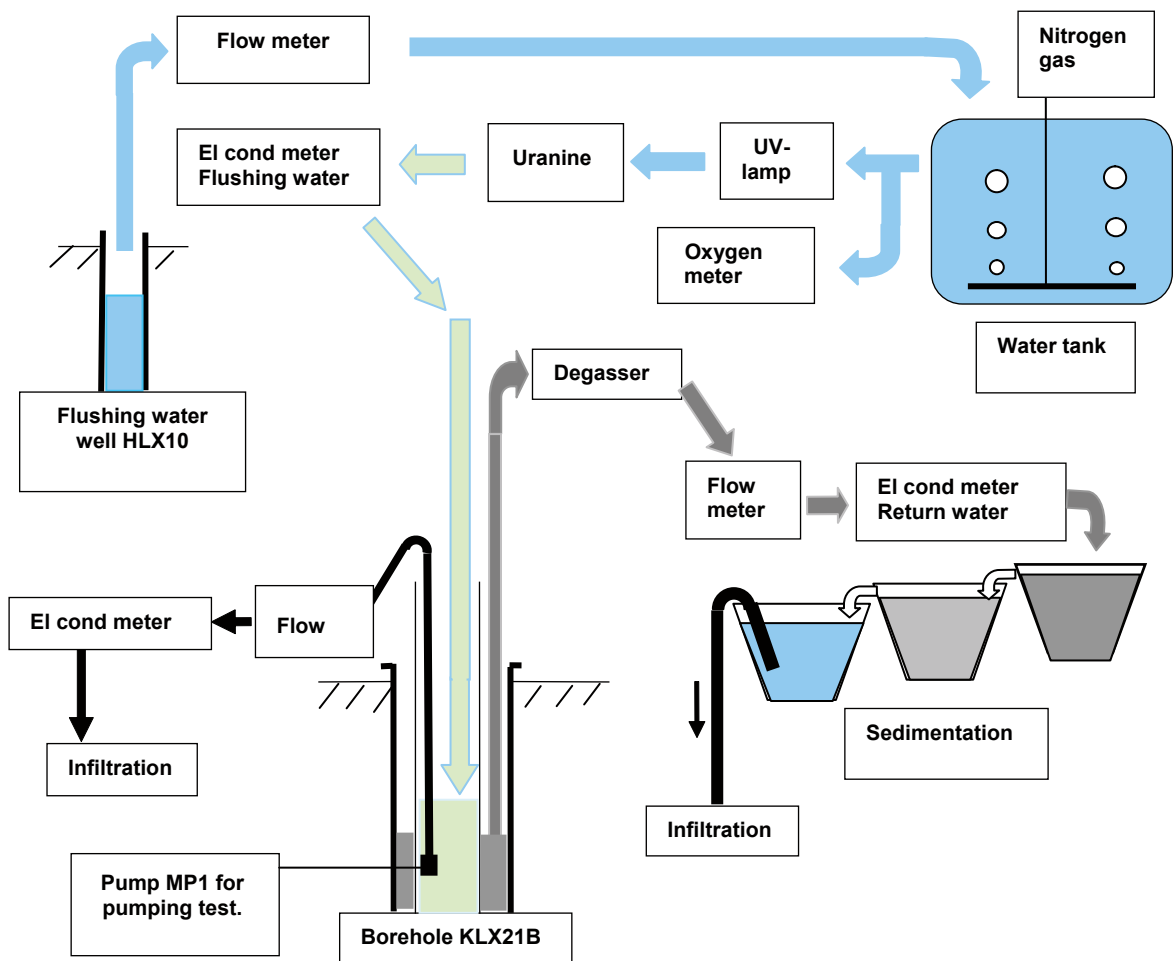 Flow meter
Nitrogen
gas
El cond meter
Flushing water
Uranine
UV-
lamp
Oxygen
meter
Water tank
Flushing water
well HLX10
Degasser
Flow
meter
El cond meter
Return water
El cond meter
Flow
Sedimentation
Infiltration
Infiltration
Pump MP1 for
pumping test.
Borehole KLX21B